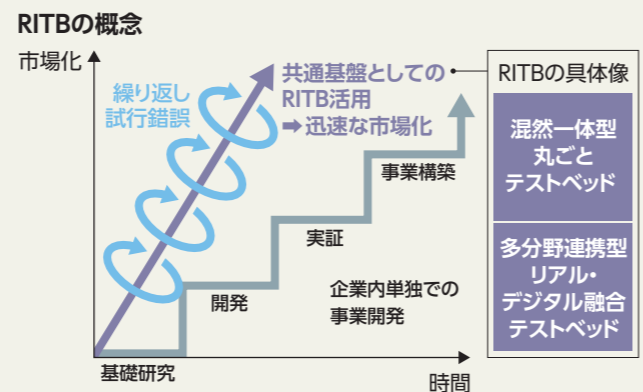 RITBの概念
市場化
繰り返し
試行錯誤
共通基盤としての
RITB活用
➡迅速な市場化
事業構築
実証
開発
基礎研究
企業内単独での
事業開発
時間
RITBの具体像
混然一体型
丸ごと
テストベッド
多分野連携型
リアル・
デジタル融合
テストベッド